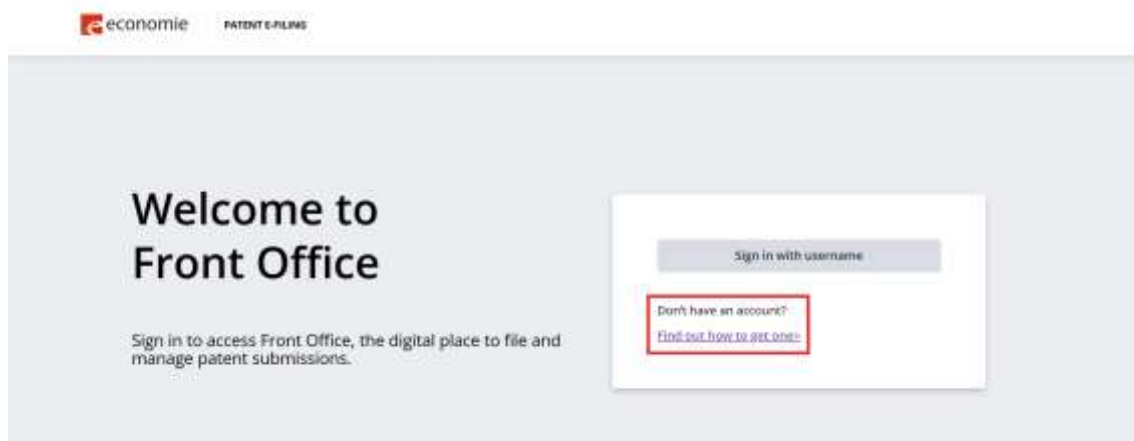 economie
PATENT E-FILING
Welcome to
Front Office
Sign in to access Front Office, the digital place to file and
manage patent submissions.
Sign in with username
Don't have an account?
Find out how to get one>